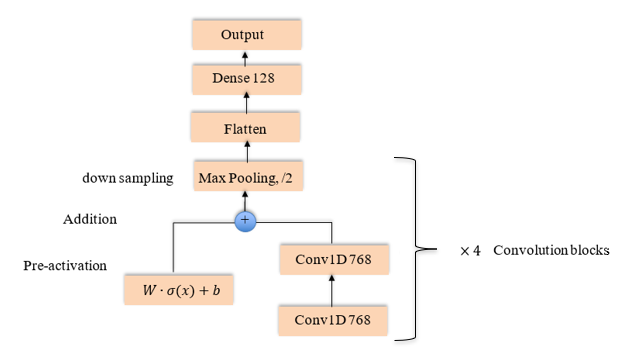 Output
Dense 128
Flatten
down sampling
Max Pooling, /2
Addition
+
Pre-activation
Conv1D 768
× 4 Convolution blocks
W · σ(x) + b
Conv1D 768